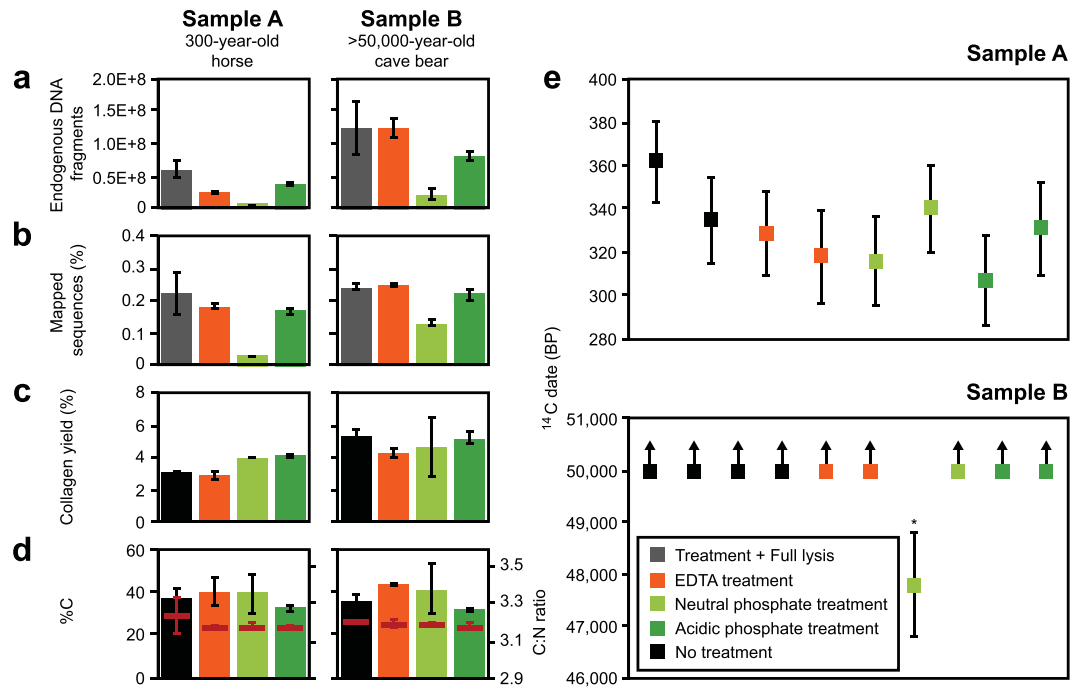 Sample A
300-year-old
horse
Sample B
>50,000-year-old
cave bear
a
Endogenous DNA
fragments
2.0E+8
1.5E+8
1.0E+8
0.5E+8
0
b
Mapped
sequences (%)
0.4
0.3
0.2
0.1
0
c
Collagen yield (%)
8
6
4
2
0
d
%C
60
40
20
0
3.5
3.3
3.1
2.9
C:N ratio
e
Sample A
400
380
360
340
320
300
280
14C date (BP)
Sample B
51,000
50,000
49,000
48,000
47,000
46,000
*
Treatment + Full lysis
EDTA treatment
Neutral phosphate treatment
Acidic phosphate treatment
No treatment